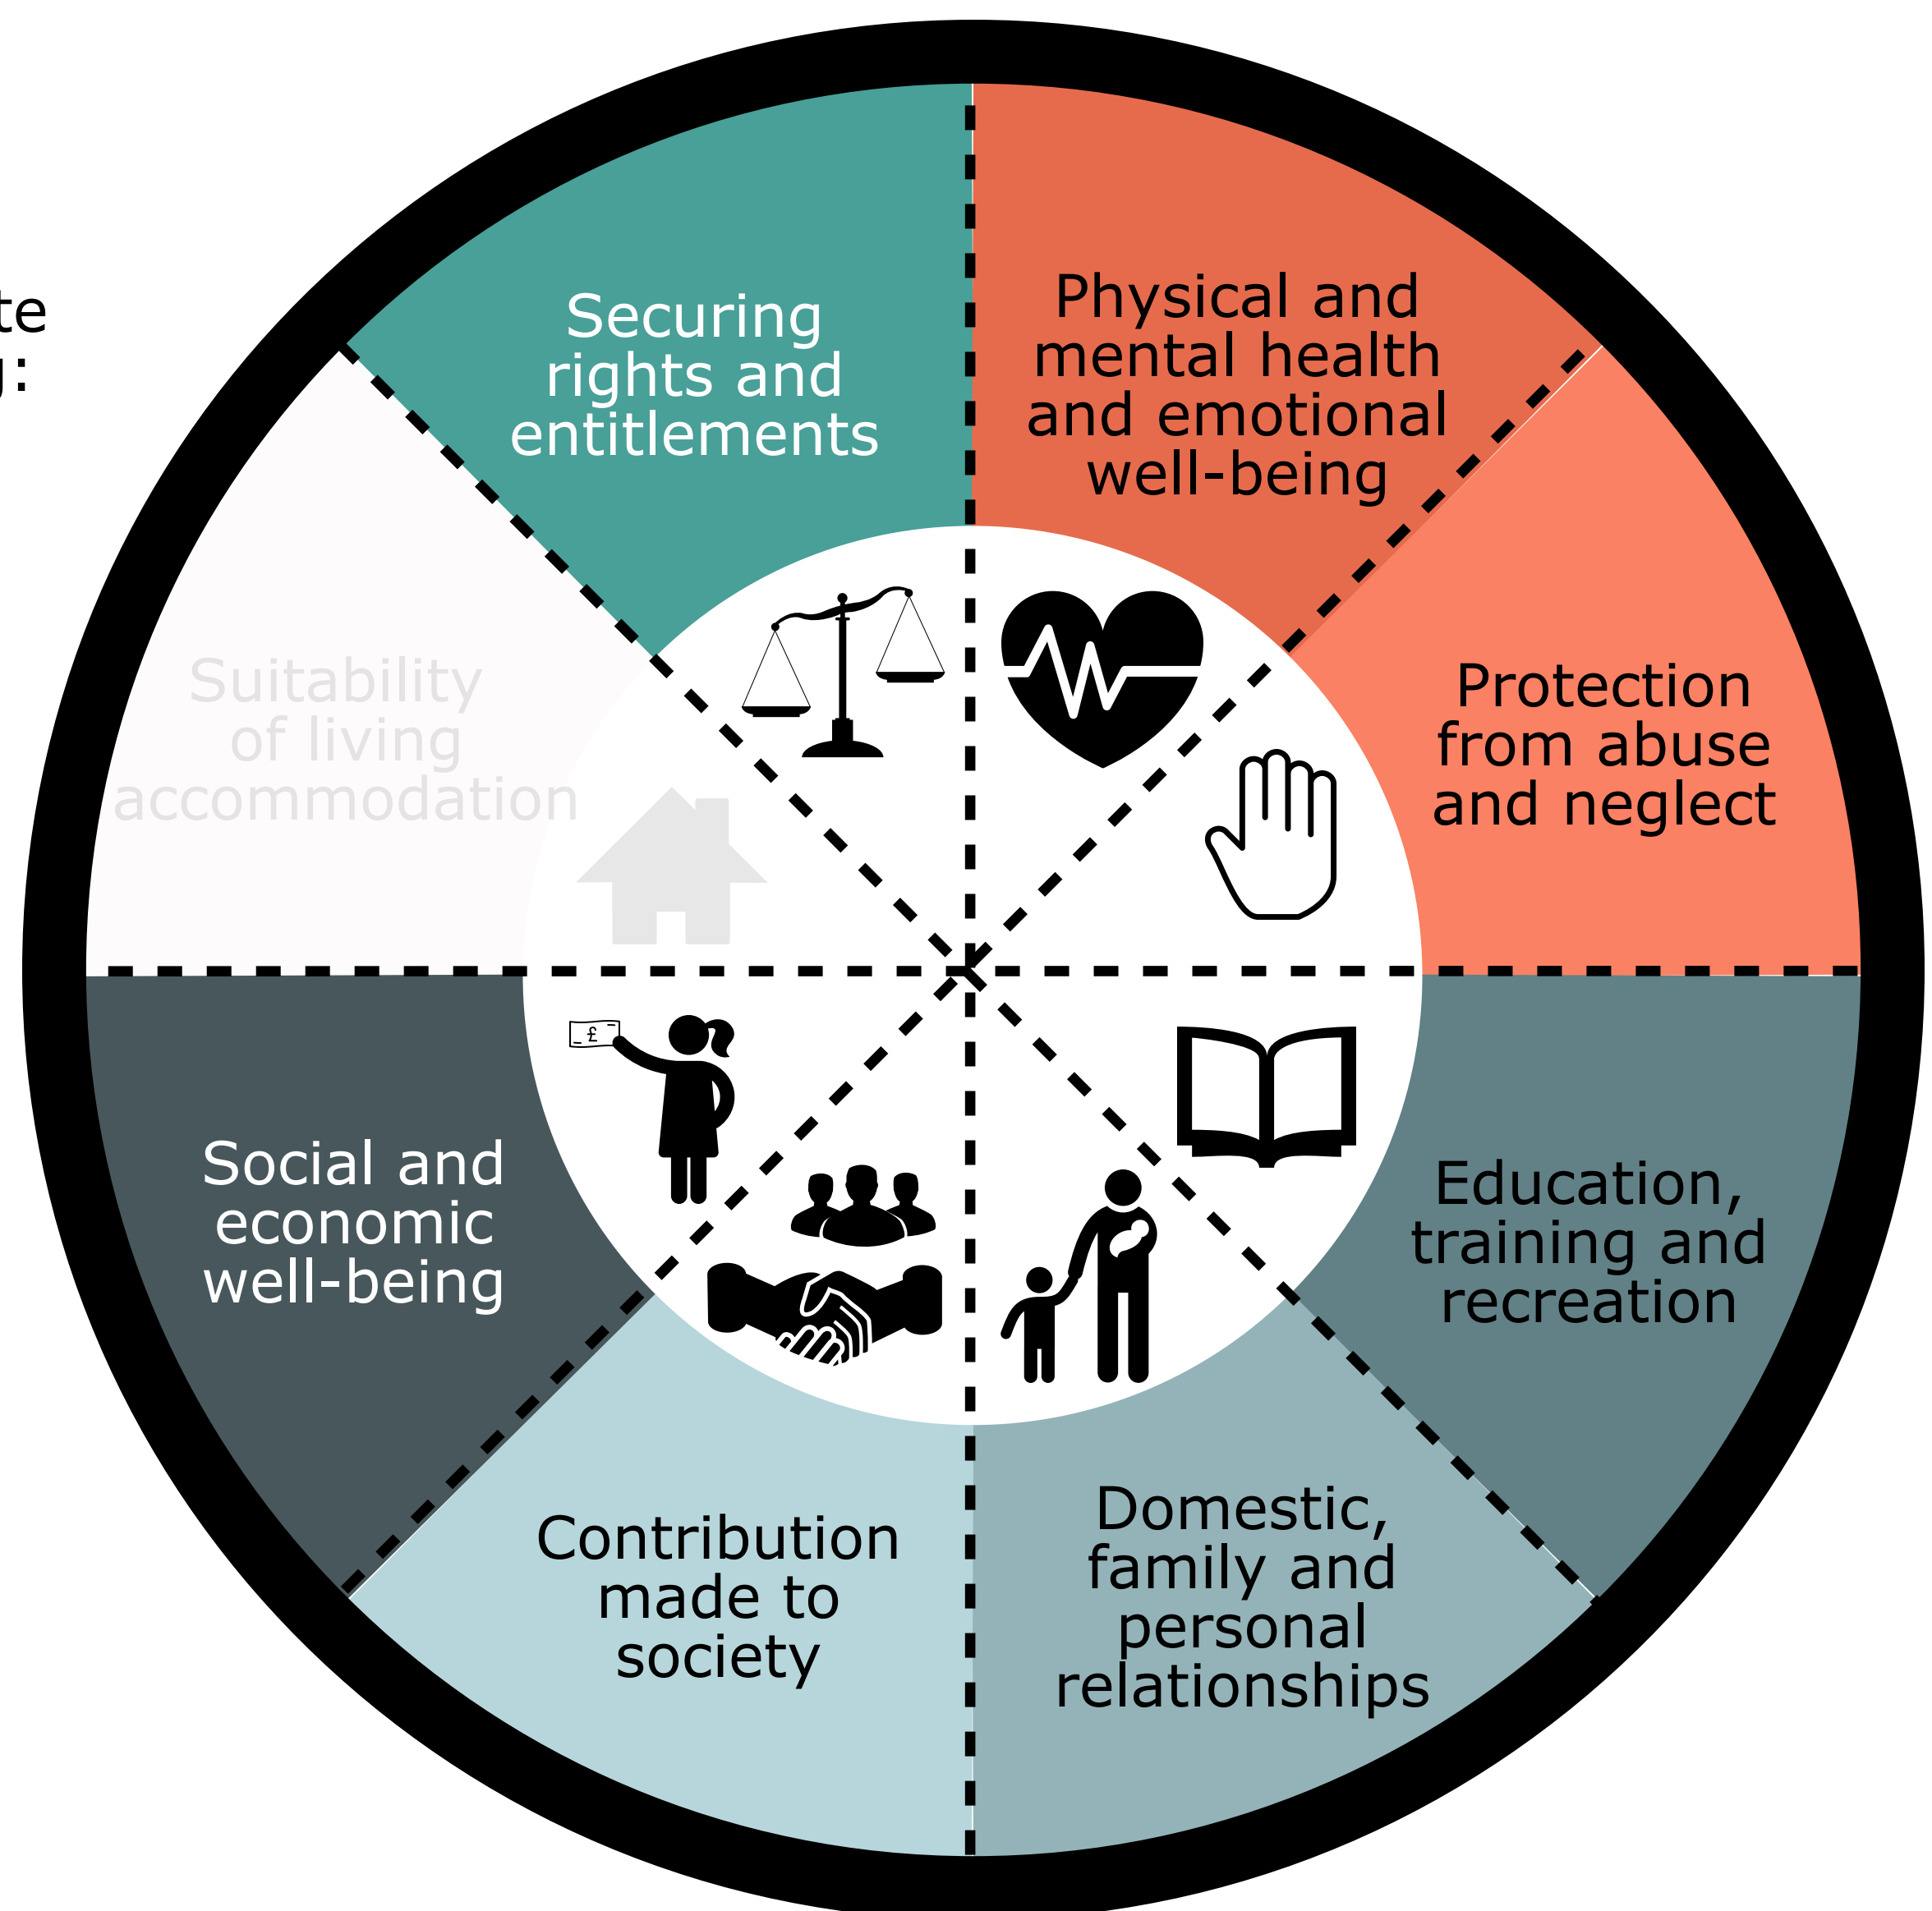 Securing
rights and
entitlements
Physical and
mental health
and emotional
well-being
Protection
from abuse
and neglect
Education,
training and
recreation
Domestic,
family and
personal
relationships
Contribution
made to
society
Social and
economic
well-being
£
Suitability
of living
accommodation